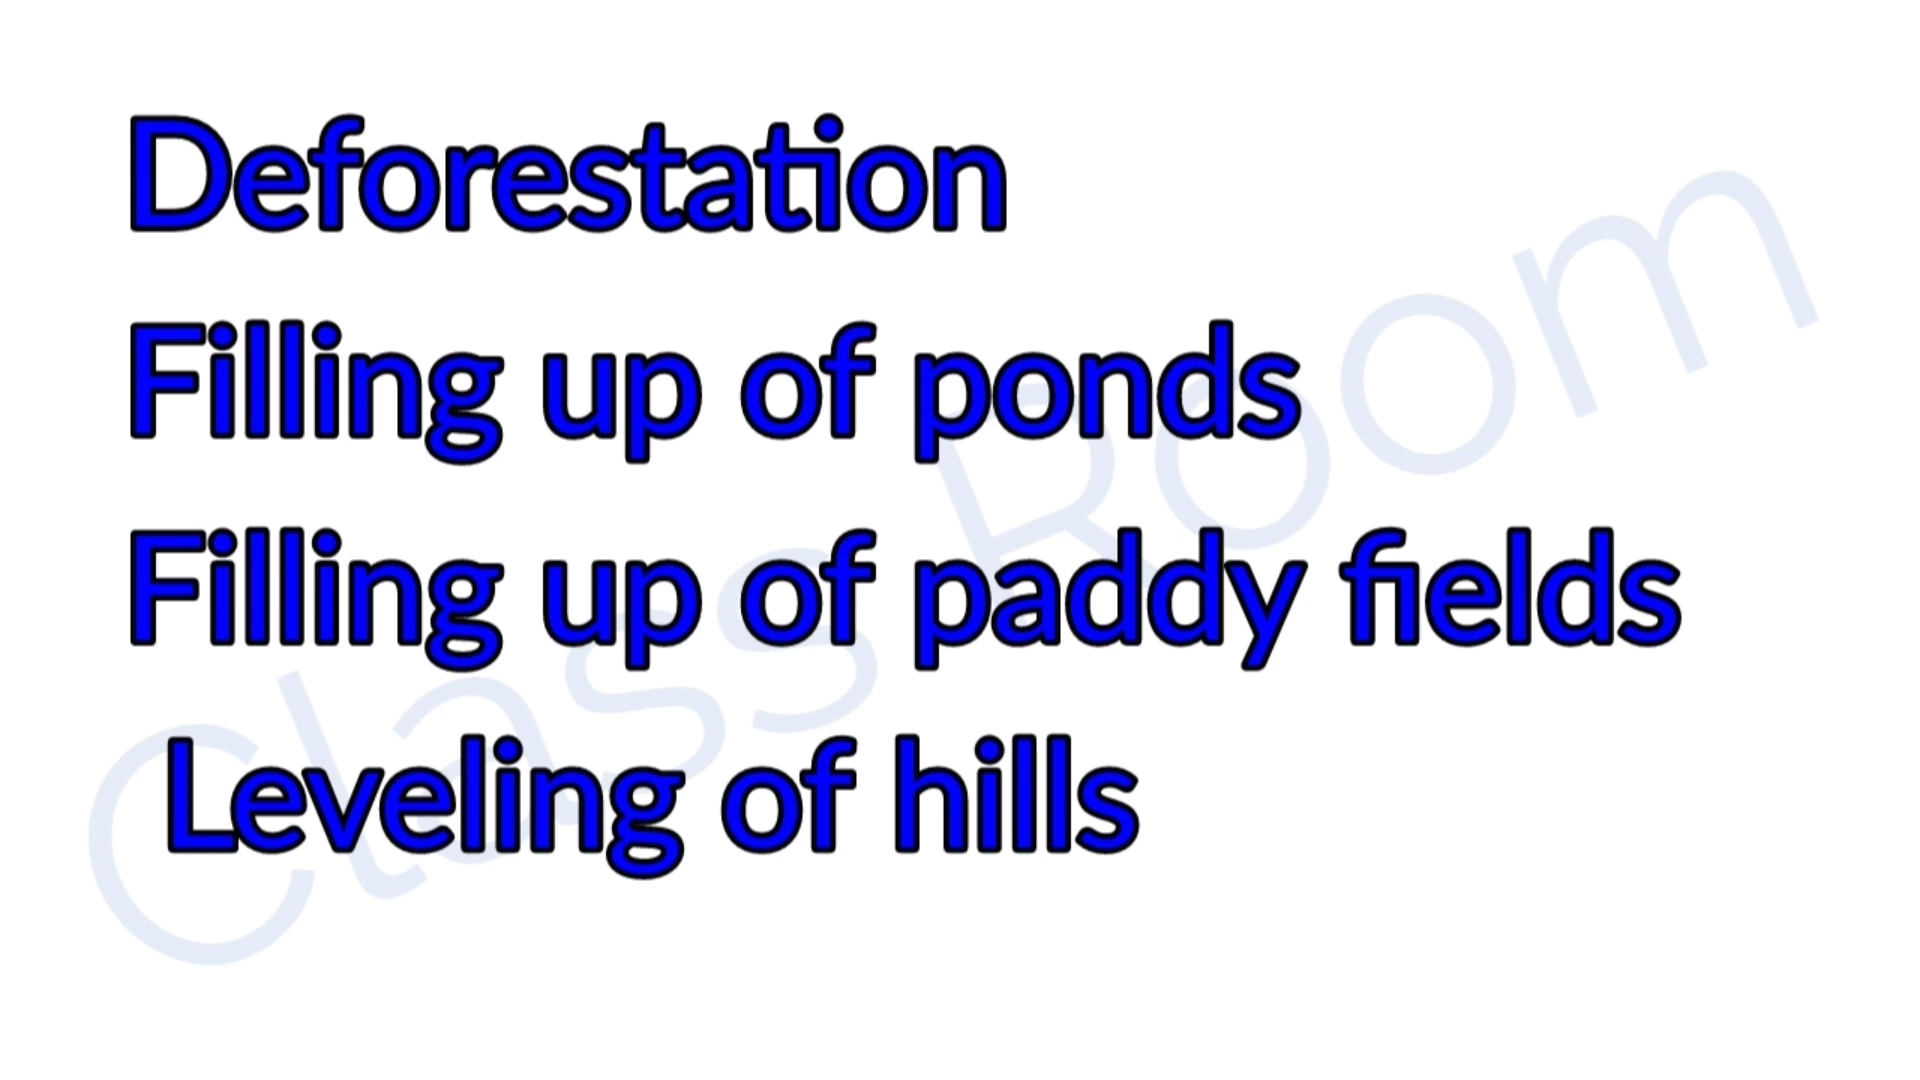 Deforestation
Filling up of ponds
Filling up of paddy fields
Leveling of hills
Class Room